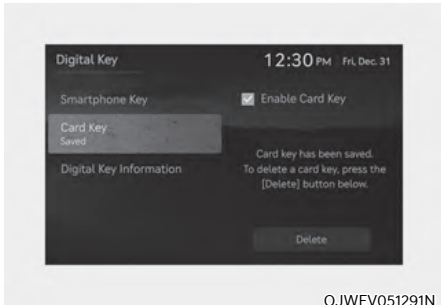 Digital Key
12:30 PM Fri, Dec. 31
Smartphone Key
Enable Card Key
Card Key
Saved
Digital Key Information
Card key has been saved.
To delete a card key, press the
[Delete] button below.
Delete
OJWEV051291N